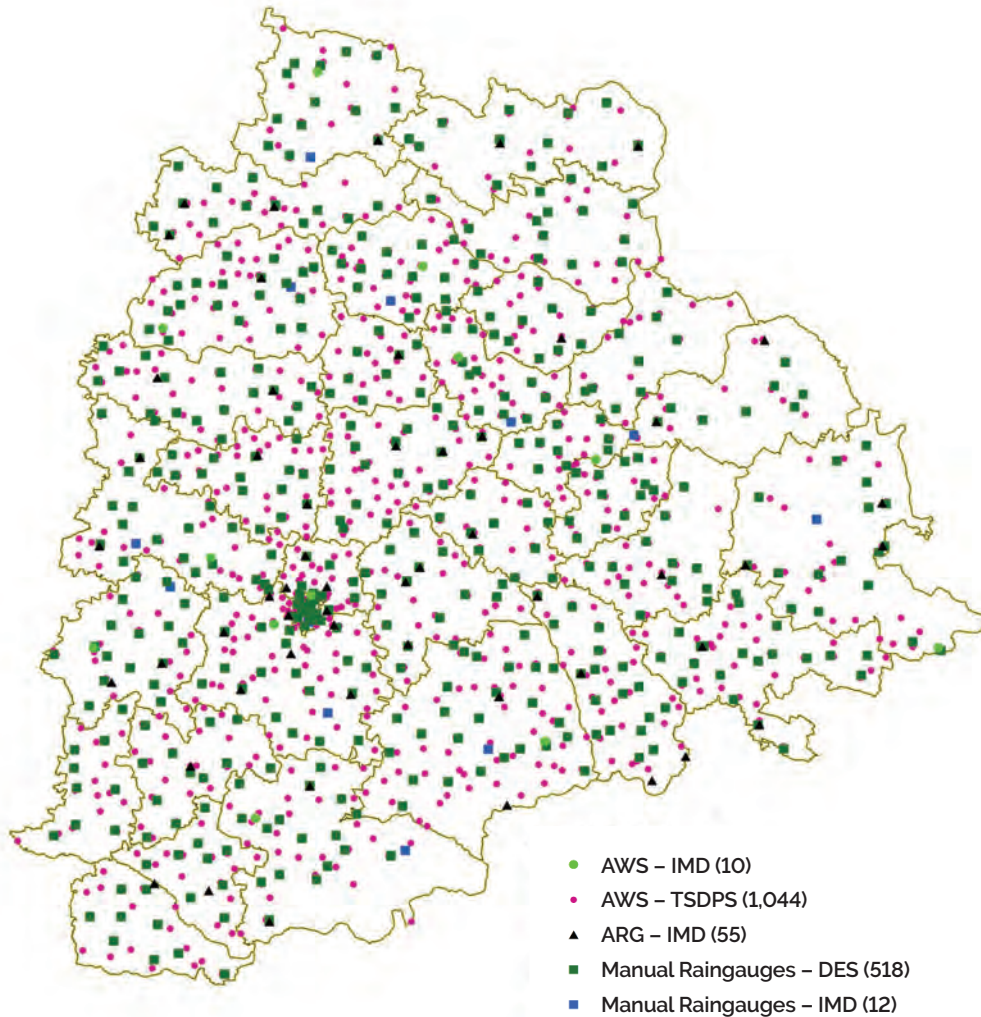 AWS – IMD (10)
AWS – TSDPS (1,044)
ARG – IMD (55)
Manual Raingauges – DES (518)
Manual Raingauges – IMD (12)